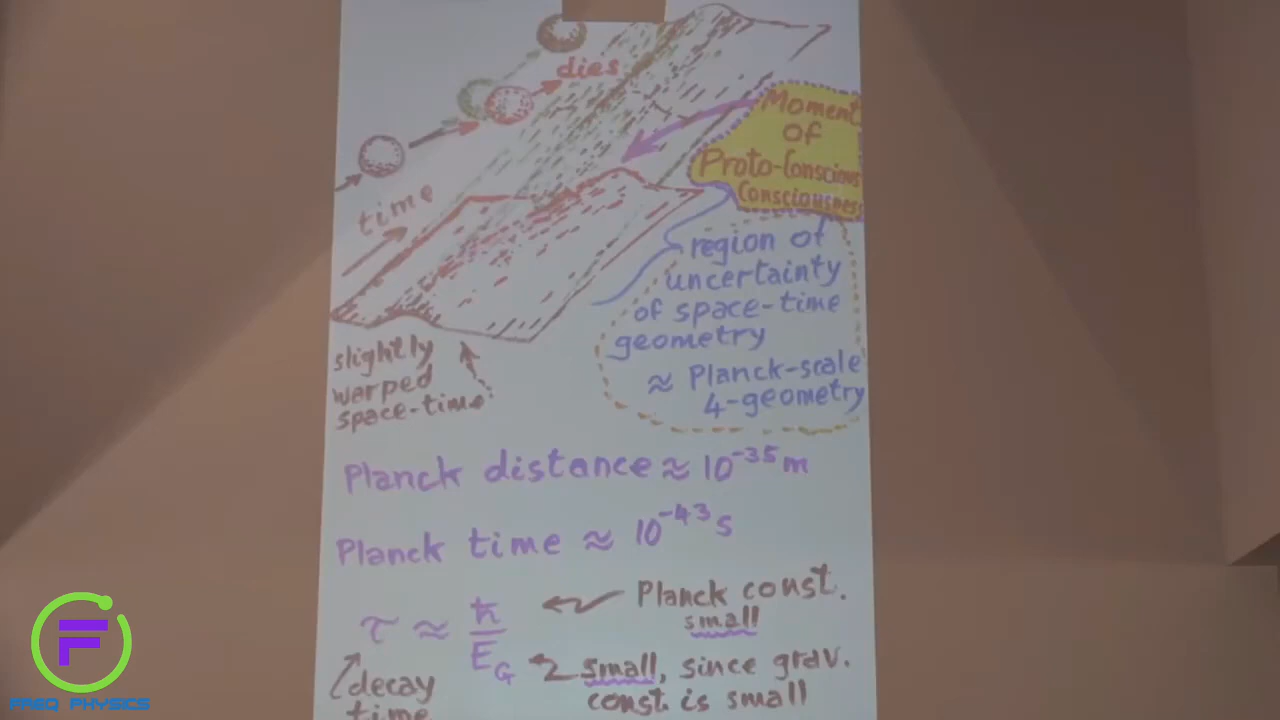 dies
time
Moment
of
Proto-Conscious
Consciousness
region of
uncertainty
of space-time
geometry
≈ Planck-scale
4-geometry
slightly
warped
space-time
Planck distance ≈ 10⁻³⁵ m
Planck time ≈ 10⁻⁴³ s
τ ≈ ħ/E_G
Planck const.
small
small, since grav.
const. is small
decay
time
F
FREQ PHYSICS